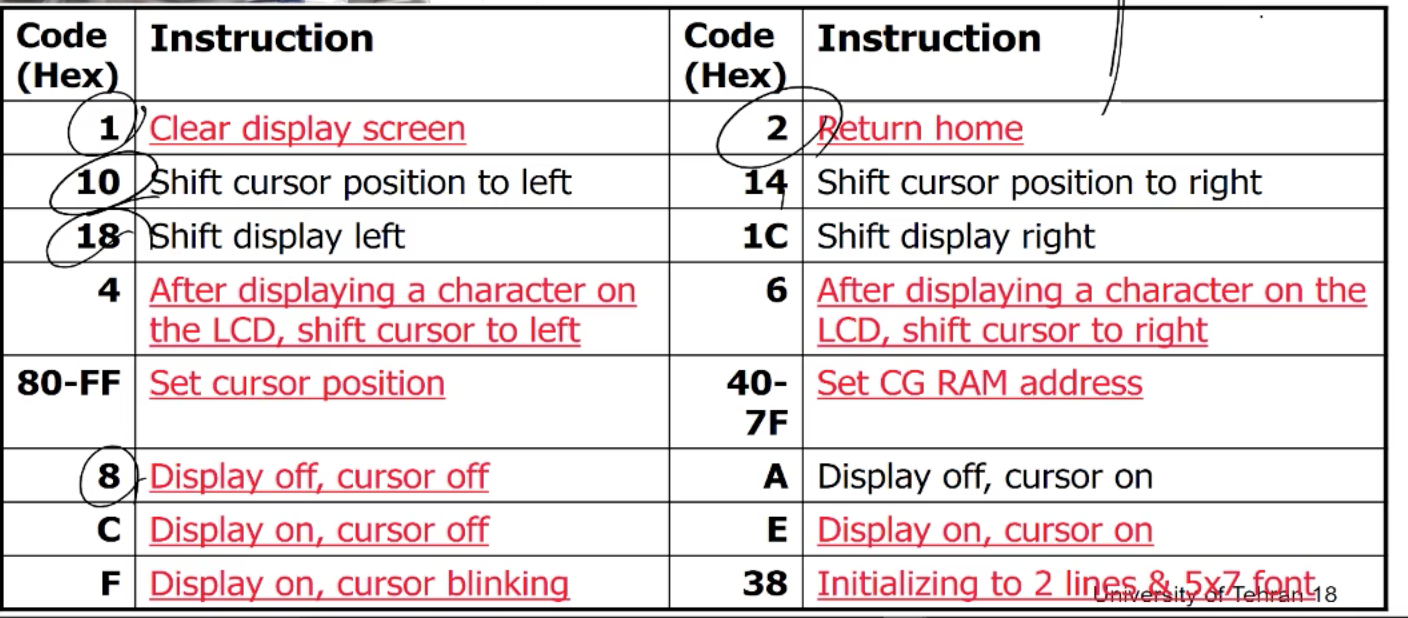 Code (Hex) Instruction Code (Hex) Instruction
1 Clear display screen 2 Return home
10 Shift cursor position to left 14 Shift cursor position to right
18 Shift display left 1C Shift display right
4 After displaying a character on the LCD, shift cursor to left 6 After displaying a character on the LCD, shift cursor to right
80-FF Set cursor position 40-7F Set CG RAM address
8 Display off, cursor off A Display off, cursor on
C Display on, cursor off E Display on, cursor on
F Display on, cursor blinking 38 Initializing to 2 lines & 5x7 font
University of Tehran 18